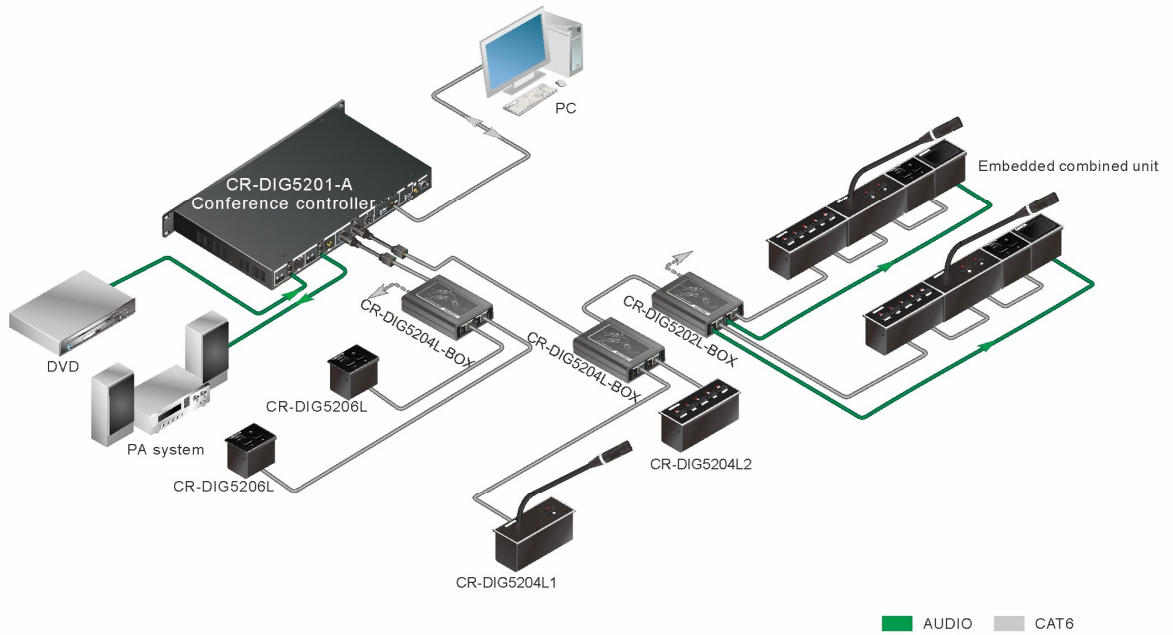 PC
CR-DIG5201-A
Conference controller
Embedded combined unit
CR-DIG5202L-BOX
CR-DIG5204L-BOX
CR-DIG5204L-BOX
DVD
CR-DIG5206L
PA system
CR-DIG5206L
CR-DIG5204L2
CR-DIG5204L1
AUDIO
CAT6